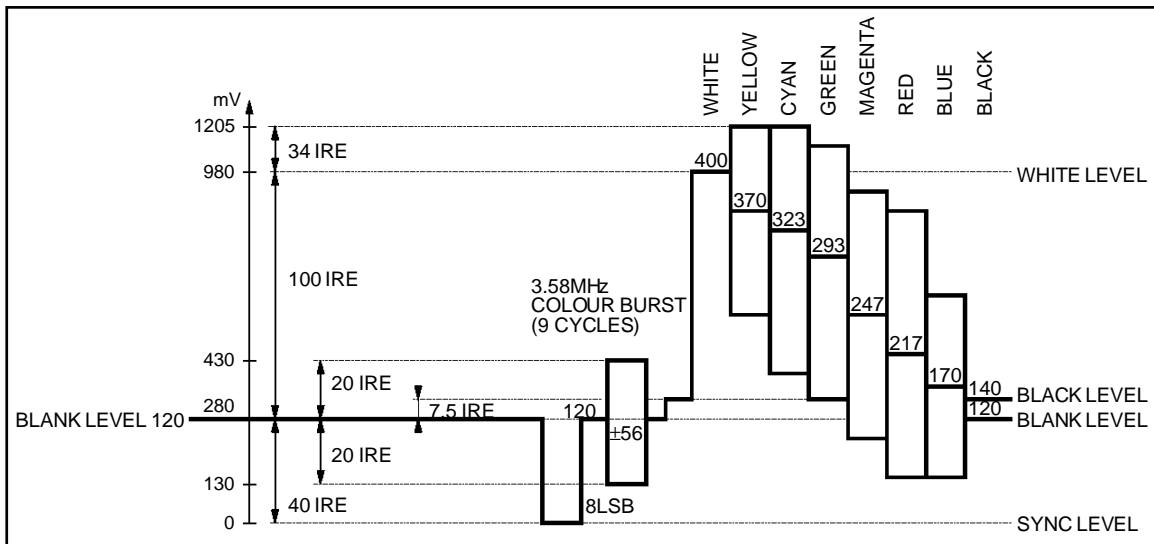 WHITE
YELLOW
CYAN
GREEN
MAGENTA
RED
BLUE
BLACK
mV
1205
34 IRE
980
400
WHITE LEVEL
370
323
293
100 IRE
3.58MHz
COLOUR BURST
(9 CYCLES)
247
217
430
20 IRE
170
140
BLACK LEVEL
280
7.5 IRE
120
120
BLANK LEVEL 120
BLANK LEVEL
±56
20 IRE
130
40 IRE
8LSB
0
SYNC LEVEL